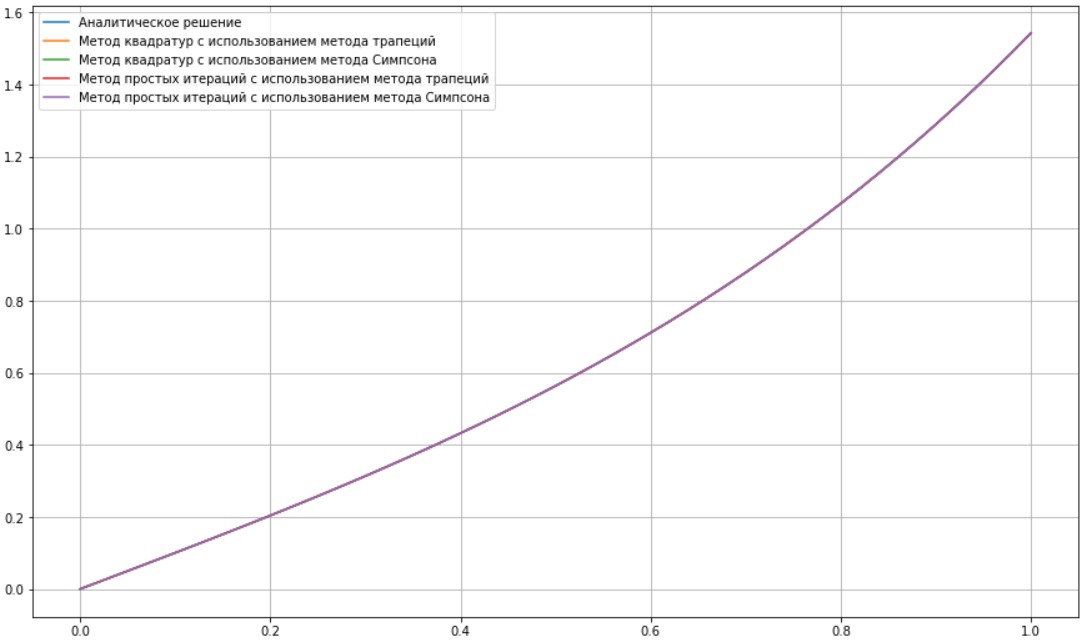 1.6
Аналитическое решение
Метод квадратур с использованием метода трапеций
Метод квадратур с использованием метода Симпсона
Метод простых итераций с использованием метода трапеций
Метод простых итераций с использованием метода Симпсона
1.4
1.2
1.0
0.8
0.6
0.4
0.2
0.0
0.0 0.2 0.4 0.6 0.8 1.0